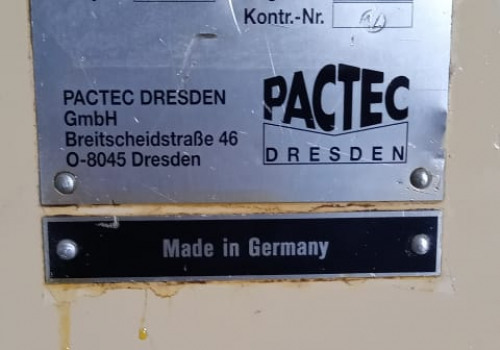 Kontr.-Nr.
PACTEC DRESDEN
GmbH
Breitscheidstraße 46
O-8045 Dresden
PACTEC
DRESDEN
Made in Germany